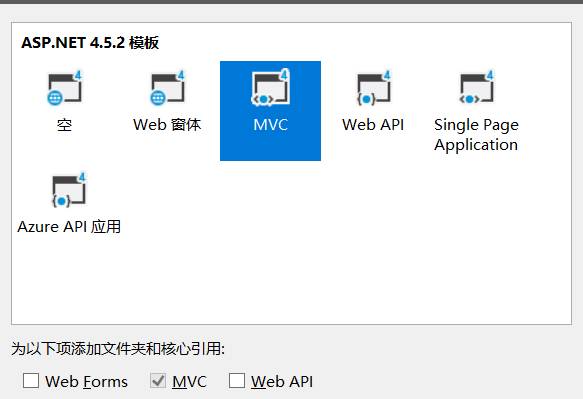 ASP.NET 4.5.2 模板
4 4 4 4 4
空 Web 窗体 MVC Web API Single Page
Application
4
Azure API 应用
为以下项添加文件夹和核心引用:
Web Forms MVC Web API